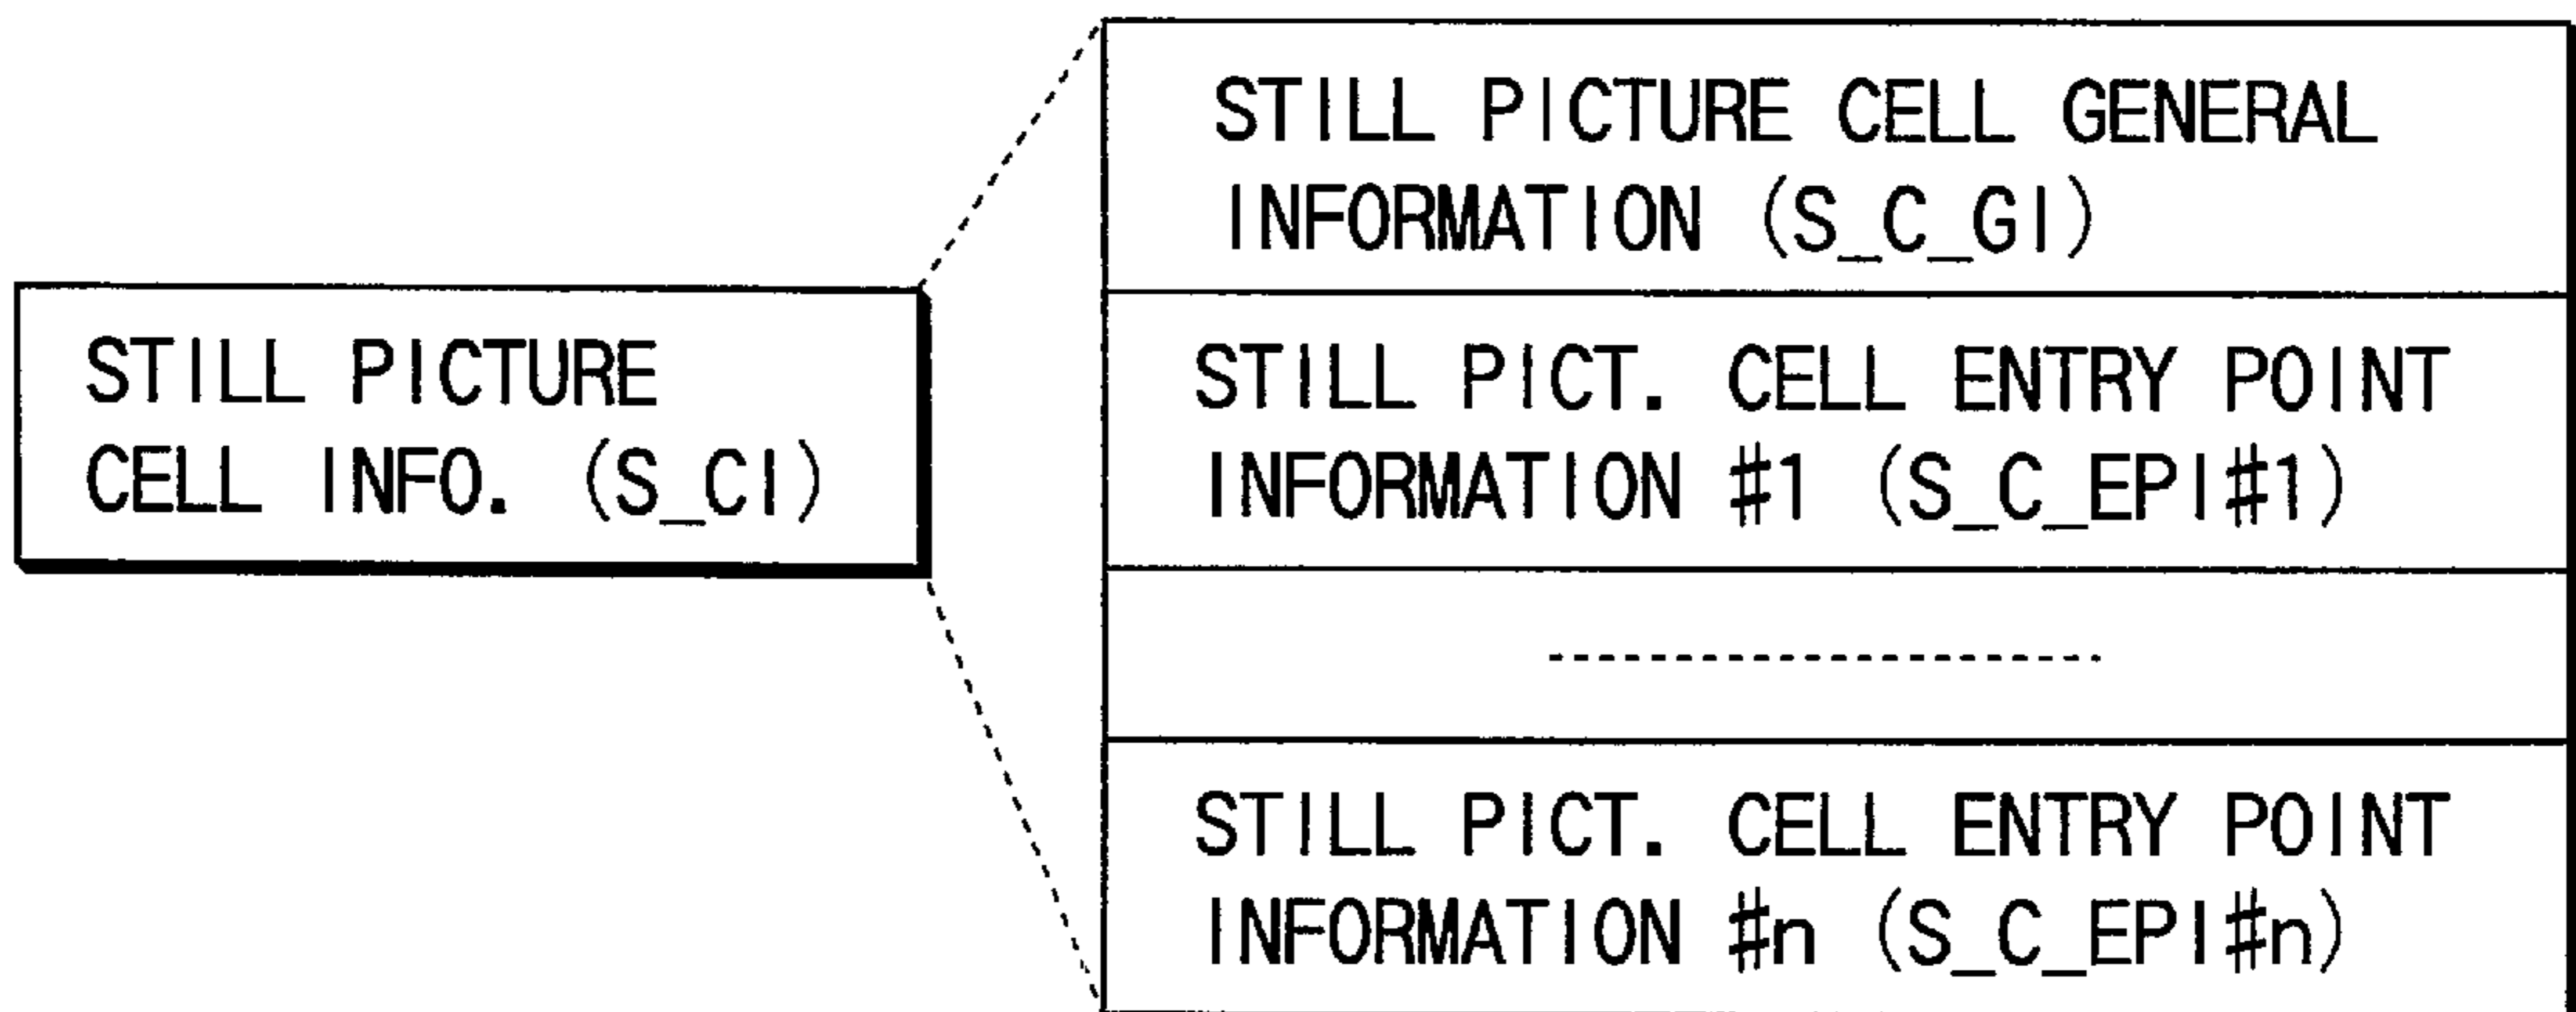 STILL PICTURE
CELL INFO. (S_CI)
STILL PICTURE CELL GENERAL
INFORMATION (S_C_GI)
STILL PICT. CELL ENTRY POINT
INFORMATION #1 (S_C_EPI#1)
STILL PICT. CELL ENTRY POINT
INFORMATION #n (S_C_EPI#n)